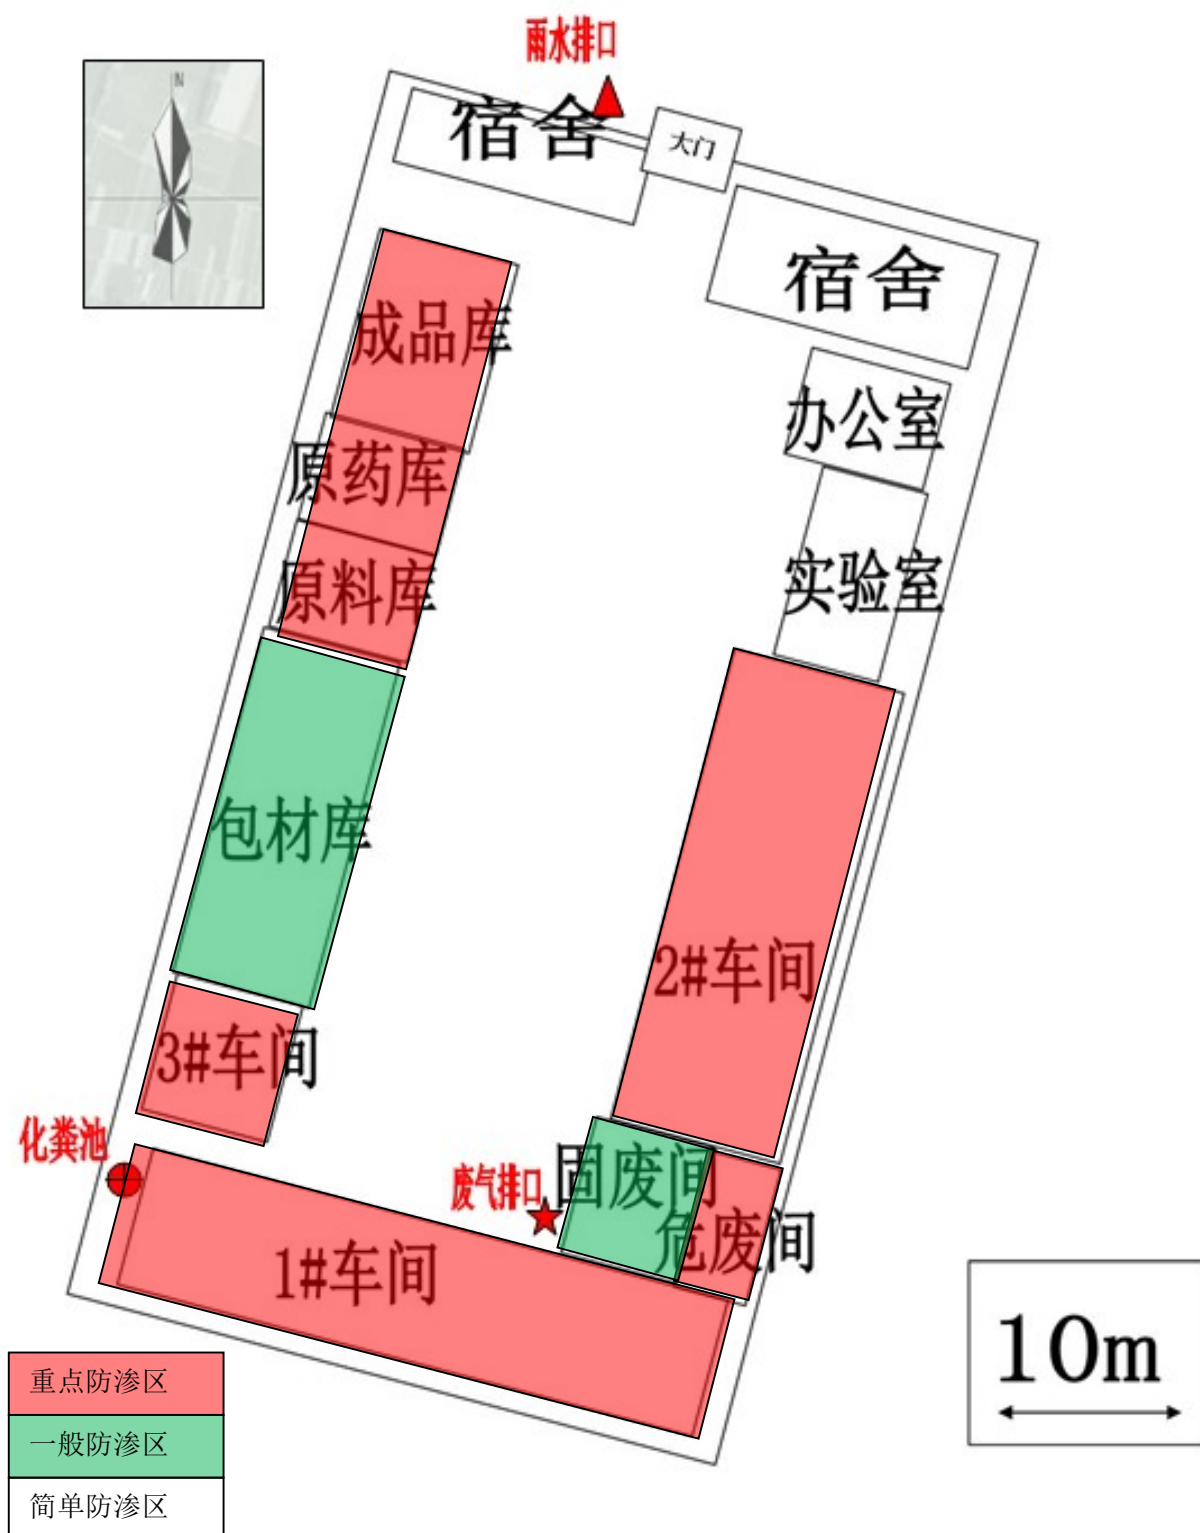 雨水排口
N
宿舍
大门
宿舍
成品库
办公室
原药库
实验室
原料库
包材库
2#车间
3#车间
化粪池
固废间
废气排口
危废间
1#车间
10m
重点防渗区
一般防渗区
简单防渗区